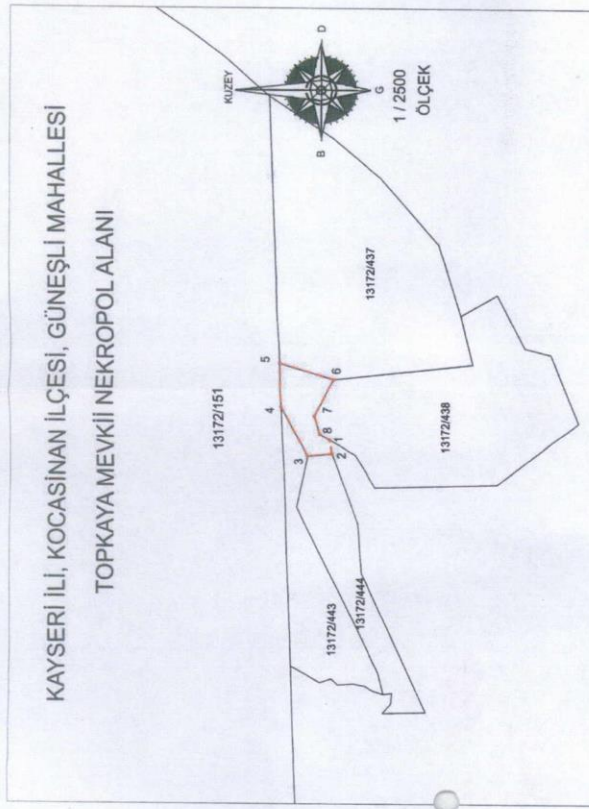 KAYSERİ İLİ, KOCASİNAN İLÇESİ, GÜNEŞLİ MAHALLESİ
TOPKAYA MEVKİİ NEKROPOL ALANI
KUZEY
B
D
G
1 / 2500
ÖLÇEK
13172/151
5
4
3
6
7
8
1
2
13172/437
13172/443
13172/444
13172/438